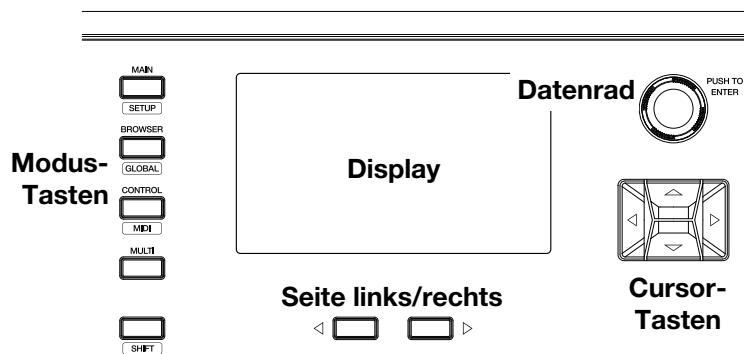 MAIN
SETUP
BROWSER
GLOBAL
CONTROL
MIDI
MULTI
SHIFT
Modus-
Tasten
Display
Datenrad
PUSH TO
ENTER
Seite links/rechts
Cursor-
Tasten